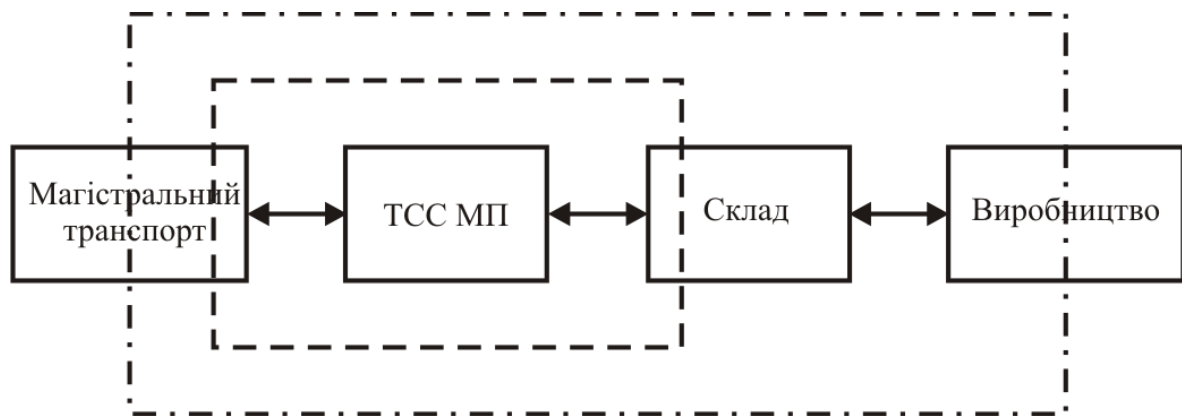 Магістральний
транспорт
ТСС МП
Склад
Виробництво